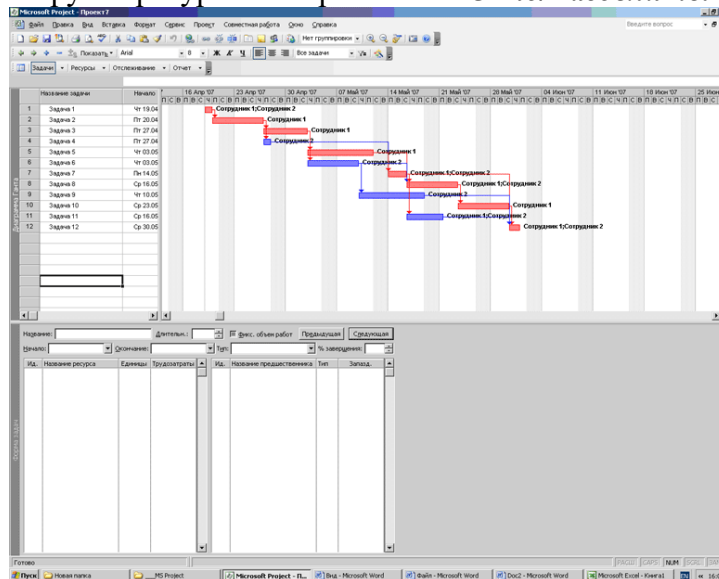 Microsoft Project - Проект7
Файл Правка Вид Вставка Формат Сервис Проект Совместная работа Окно Справка Введите вопрос
Нет группировки
Показать Arial 8 Ж К Ч Все задачи
Задачи Ресурсы Отслеживание Отчет
Название задачи Начало 16 Апр '07 23 Апр '07 30 Апр '07 07 Май '07 14 Май '07 21 Май '07 28 Май '07 04 Июн '07 11 Июн '07 18 Июн '07 25 Июн
1 Задача 1 Чт 19.04 Сотрудник 1;Сотрудник 2
2 Задача 2 Пт 20.04 Сотрудник 1
3 Задача 3 Пт 27.04 Сотрудник 1
4 Задача 4 Пт 27.04 Сотрудник 2
5 Задача 5 Чт 03.05 Сотрудник 1
6 Задача 6 Чт 03.05 Сотрудник 2
7 Задача 7 Пн 14.05 Сотрудник 1;Сотрудник 2
8 Задача 8 Ср 16.05 Сотрудник 1;Сотрудник 2
9 Задача 9 Чт 10.05 Сотрудник 2
10 Задача 10 Ср 23.05 Сотрудник 1
11 Задача 11 Ср 16.05 Сотрудник 1;Сотрудник 2
12 Задача 12 Ср 30.05 Сотрудник 1;Сотрудник 2
Диаграмма Ганта
Название: Длительн.: Фикс. объем работ Предыдущая Следующая
Начало: Окончание: Тип: % завершения:
Ид. Название ресурса Единицы Трудозатраты Ид. Название предшественника Тип Запазд.
Форма задач
Готово РАСШ CAPS NUM SCRL
Пуск Новая папка MS Project Microsoft Project - П... Вид - Microsoft Word Файл - Microsoft Word Doc2 - Microsoft Word Microsoft Excel - Книга1